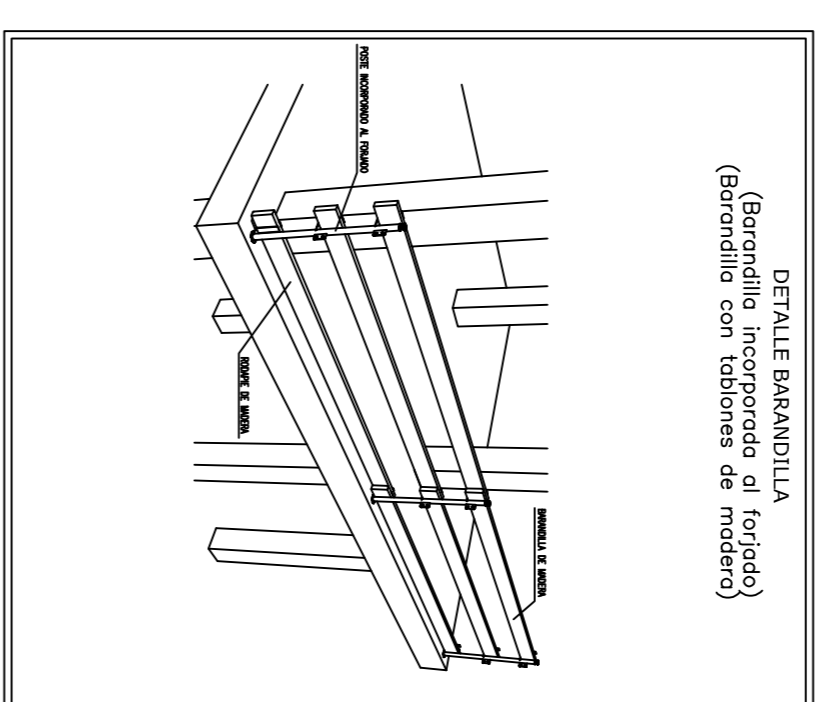 DETALLE BARANDILLA
(Barandilla incorporada al forjado)
(Barandilla con tablones de madera)
POSTE INCORPORADO AL FORJADO
RODAPIE DE MADERA
BARANDILLA DE MADERA